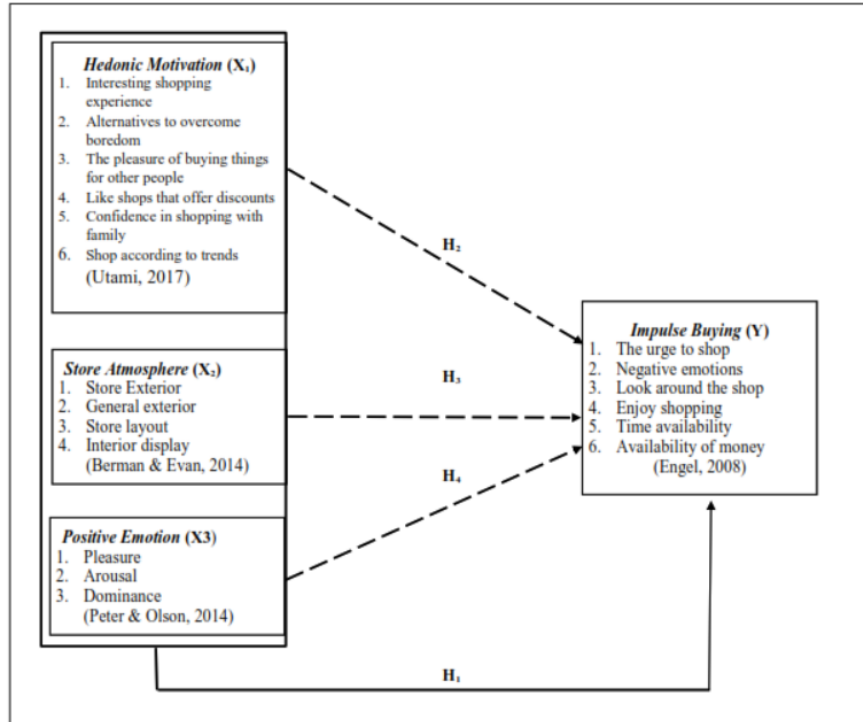 Hedonic Motivation (X₁)
1. Interesting shopping
experience
2. Alternatives to overcome
boredom
3. The pleasure of buying things
for other people
4. Like shops that offer discounts
5. Confidence in shopping with
family
6. Shop according to trends
(Utami, 2017)
Store Atmosphere (X₂)
1. Store Exterior
2. General exterior
3. Store layout
4. Interior display
(Berman & Evan, 2014)
Positive Emotion (X3)
1. Pleasure
2. Arousal
3. Dominance
(Peter & Olson, 2014)
H₂
H₃
H₄
H₁
Impulse Buying (Y)
1. The urge to shop
2. Negative emotions
3. Look around the shop
4. Enjoy shopping
5. Time availability
6. Availability of money
(Engel, 2008)